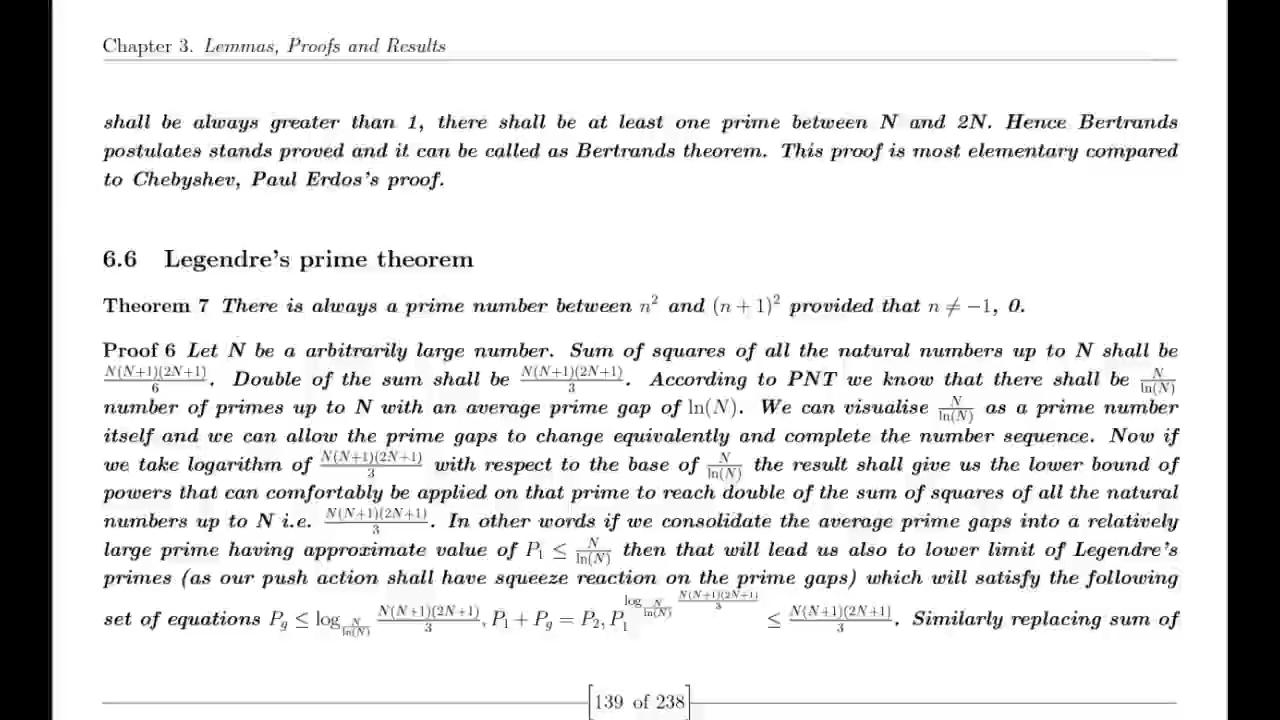 Chapter 3. Lemmas, Proofs and Results
shall be always greater than 1, there shall be at least one prime between N and 2N. Hence Bertrands
postulates stands proved and it can be called as Bertrands theorem. This proof is most elementary compared
to Chebyshev, Paul Erdos's proof.
6.6 Legendre's prime theorem
Theorem 7 There is always a prime number between n² and (n + 1)² provided that n ≠ −1, 0.
Proof 6 Let N be a arbitrarily large number. Sum of squares of all the natural numbers up to N shall be
\frac{N(N+1)(2N+1)}{6}. Double of the sum shall be \frac{N(N+1)(2N+1)}{3}. According to PNT we know that there shall be \frac{N}{\ln(N)}
number of primes up to N with an average prime gap of ln(N). We can visualise \frac{N}{\ln(N)} as a prime number
itself and we can allow the prime gaps to change equivalently and complete the number sequence. Now if
we take logarithm of \frac{N(N+1)(2N+1)}{3} with respect to the base of \frac{N}{\ln(N)} the result shall give us the lower bound of
powers that can comfortably be applied on that prime to reach double of the sum of squares of all the natural
numbers up to N i.e. \frac{N(N+1)(2N+1)}{3}. In other words if we consolidate the average prime gaps into a relatively
large prime having approximate value of P_1 ≤ \frac{N}{\ln(N)} then that will lead us also to lower limit of Legendre's
primes (as our push action shall have squeeze reaction on the prime gaps) which will satisfy the following
set of equations P_g ≤ \log_{\frac{N}{\ln(N)}} \frac{N(N+1)(2N+1)}{3}, P_1 + P_g = P_2, P_1^{\log_{\frac{N}{\ln(N)}} \frac{N(N+1)(2N+1)}{3}} ≤ \frac{N(N+1)(2N+1)}{3}. Similarly replacing sum of
[139 of 238]